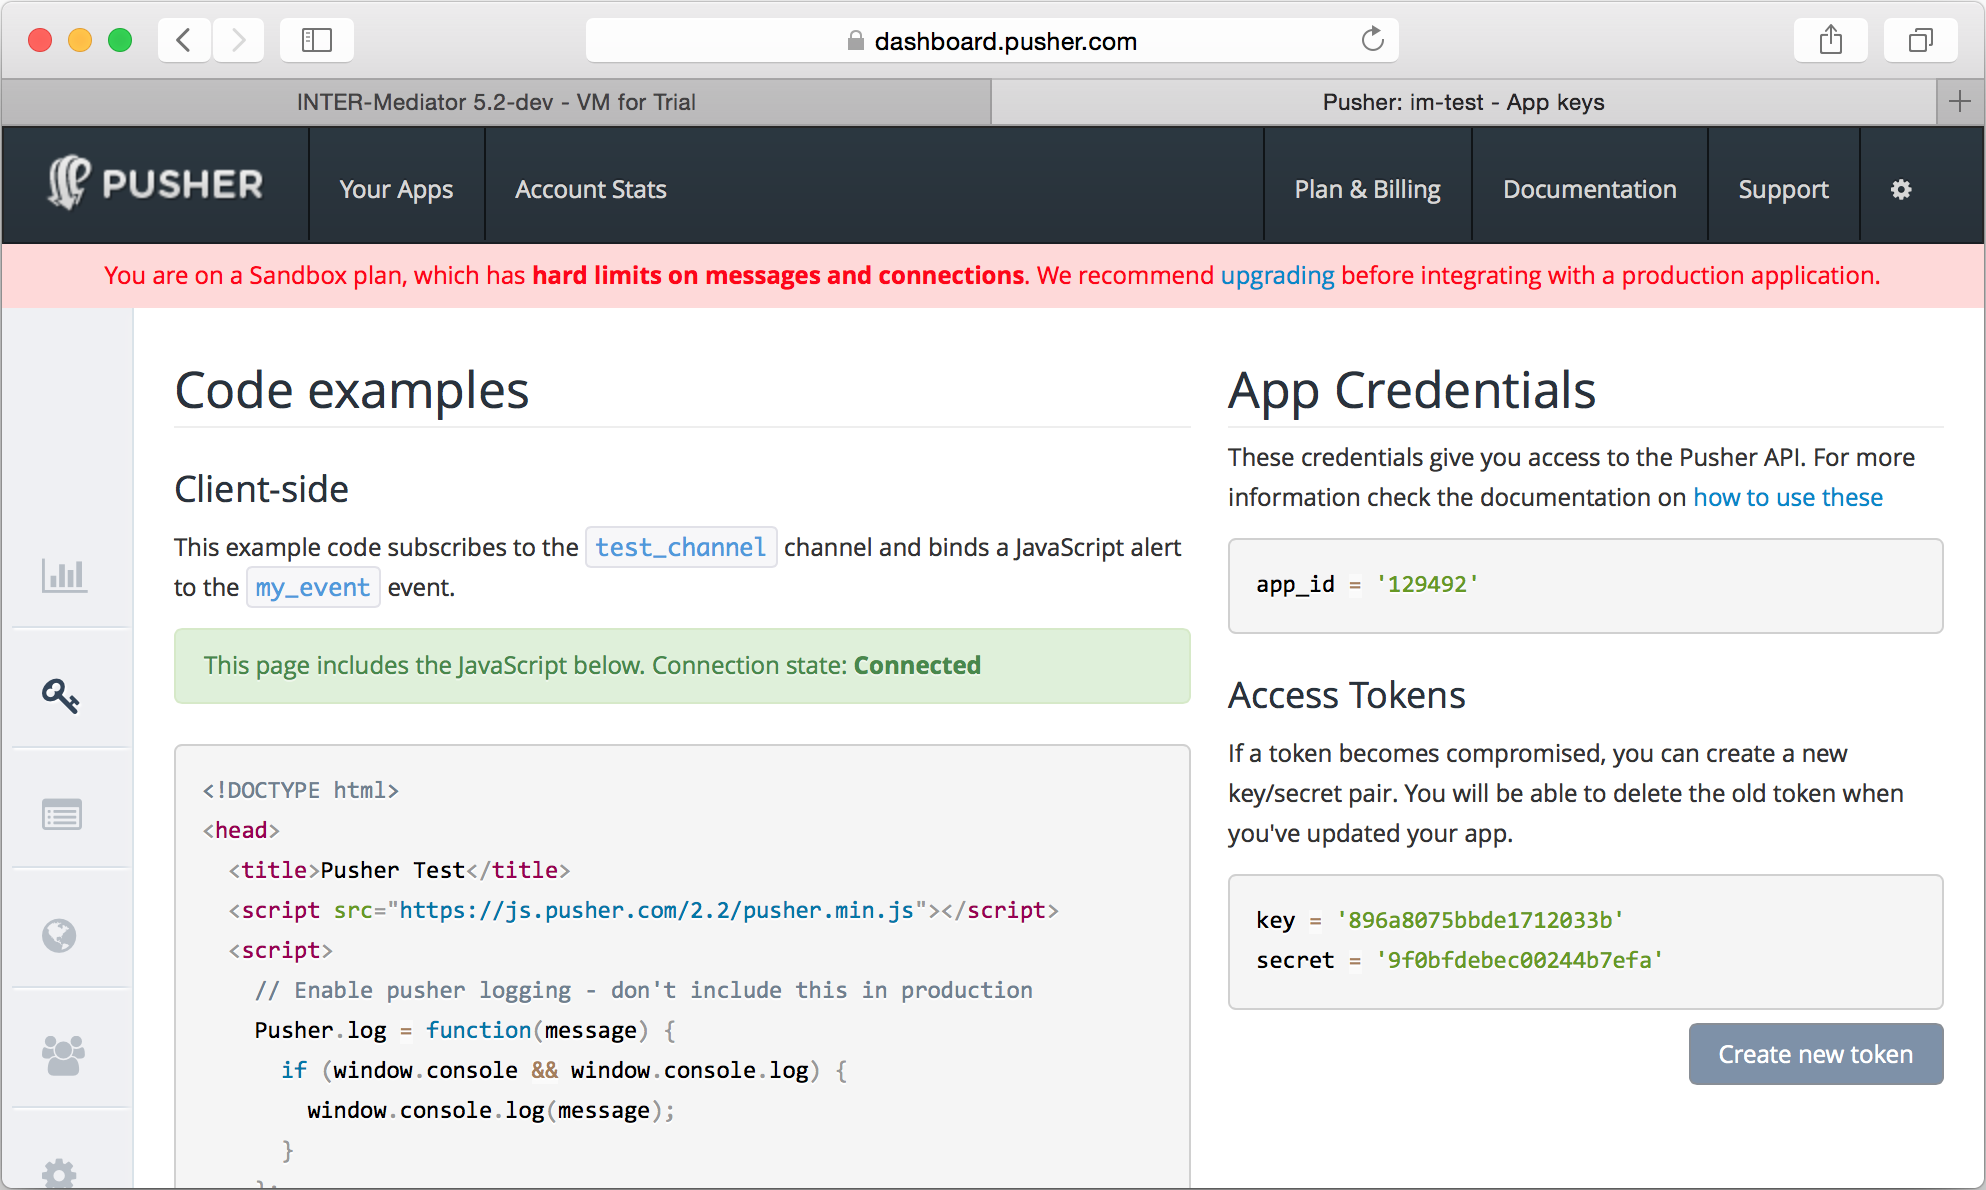 dashboard.pusher.com
INTER-Mediator 5.2-dev - VM for Trial
Pusher: im-test - App keys
PUSHER
Your Apps
Account Stats
Plan & Billing
Documentation
Support
You are on a Sandbox plan, which has hard limits on messages and connections. We recommend upgrading before integrating with a production application.
Code examples
Client-side
This example code subscribes to the test_channel channel and binds a JavaScript alert
to the my_event event.
This page includes the JavaScript below. Connection state: Connected
<!DOCTYPE html>
<head>
<title>Pusher Test</title>
<script src="https://js.pusher.com/2.2/pusher.min.js"></script>
<script>
// Enable pusher logging - don't include this in production
Pusher.log = function(message) {
if (window.console && window.console.log) {
window.console.log(message);
}
};
App Credentials
These credentials give you access to the Pusher API. For more
information check the documentation on how to use these
app_id = '129492'
Access Tokens
If a token becomes compromised, you can create a new
key/secret pair. You will be able to delete the old token when
you've updated your app.
key = '896a8075bbde1712033b'
secret = '9f0bfdebec00244b7efa'
Create new token